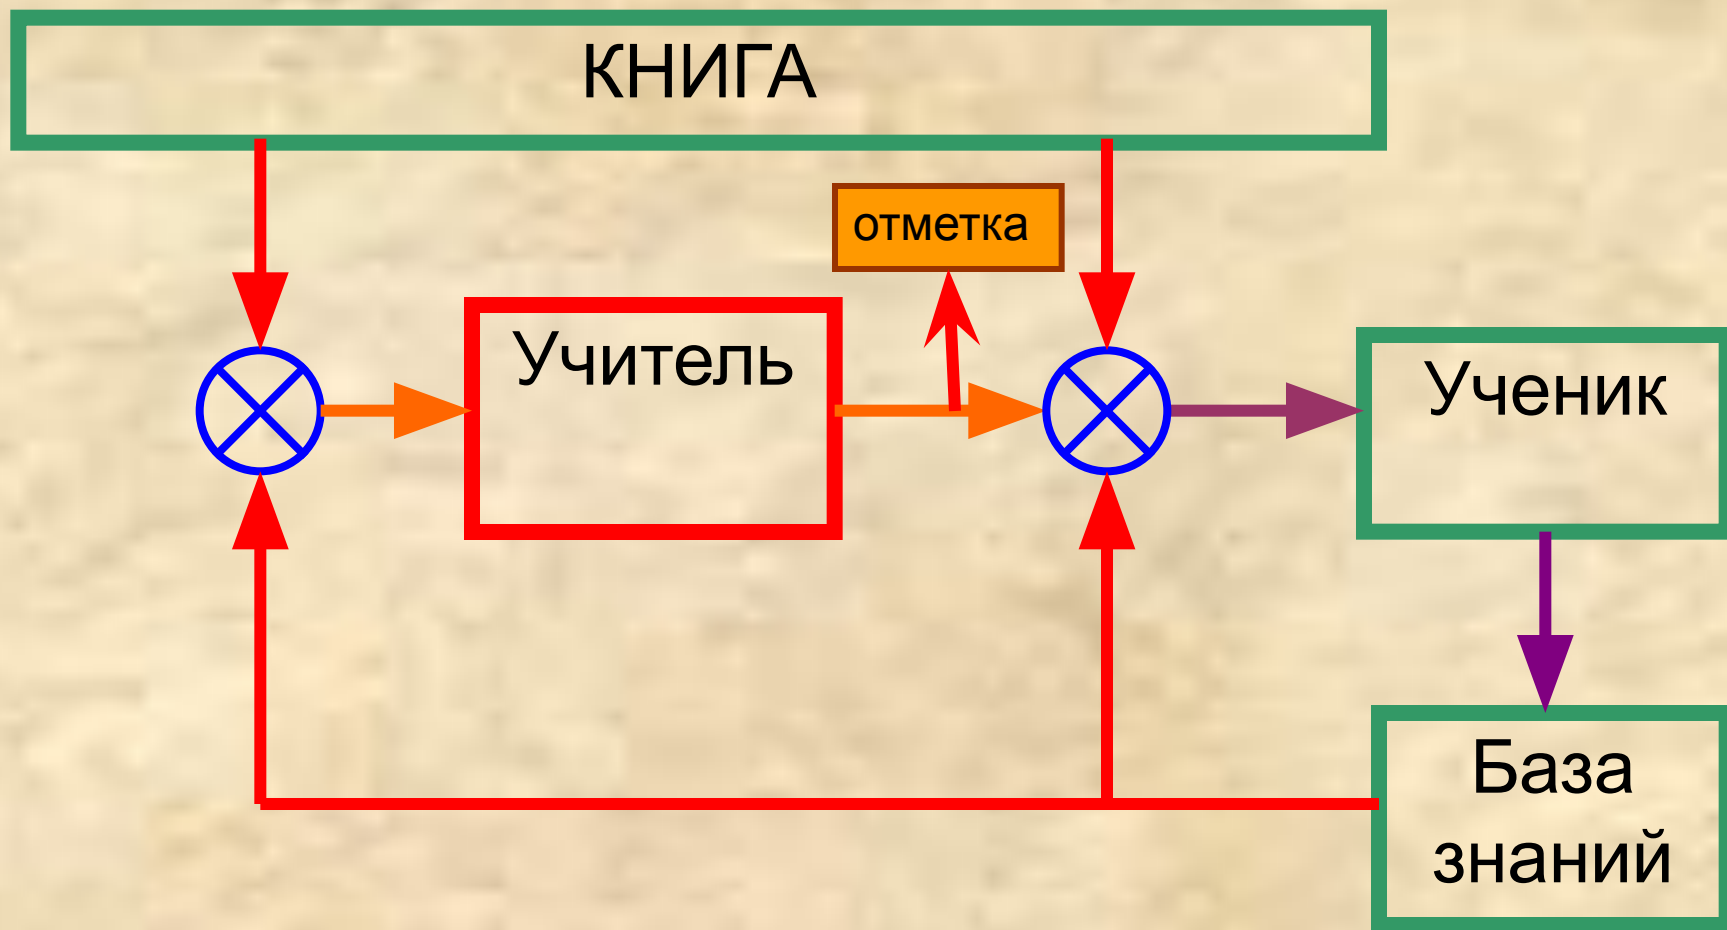 КНИГА
отметка
Учитель
Ученик
База
знаний